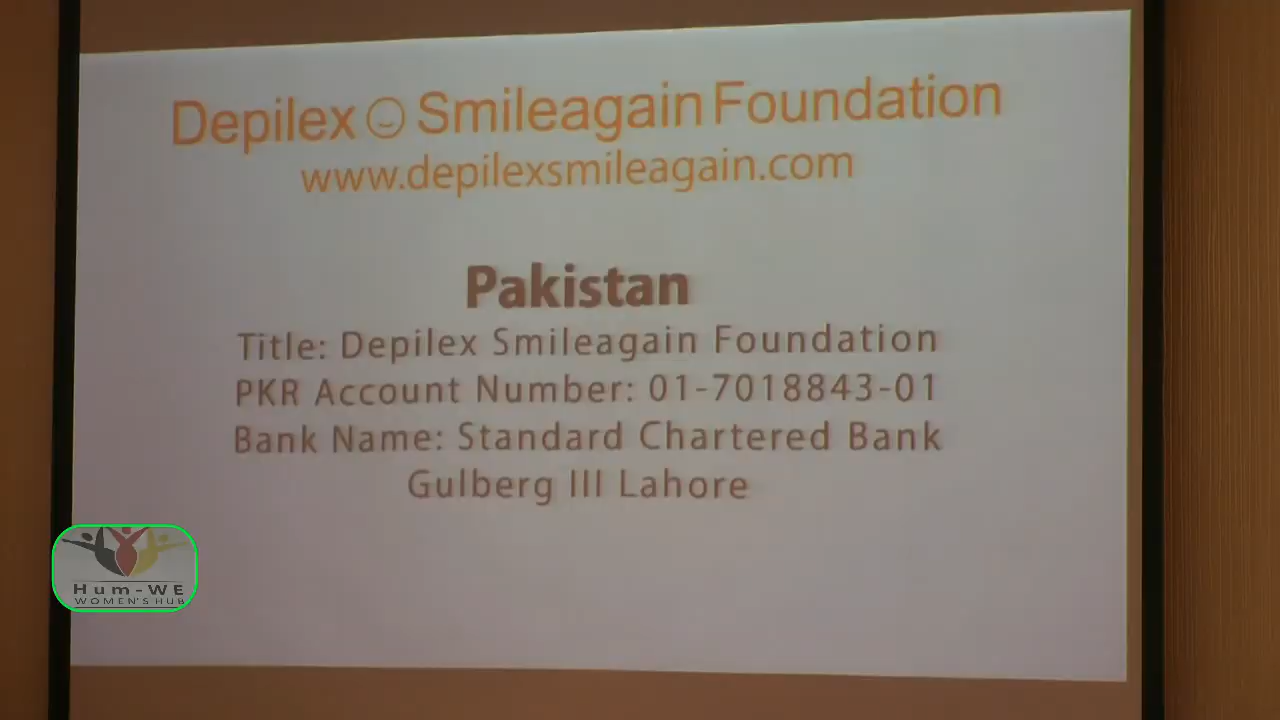 Depilex Smileagain Foundation
www.depilexsmileagain.com
Pakistan
Title: Depilex Smileagain Foundation
PKR Account Number: 01-7018843-01
Bank Name: Standard Chartered Bank
Gulberg III Lahore
Hum-WE
WOMEN'S HUB